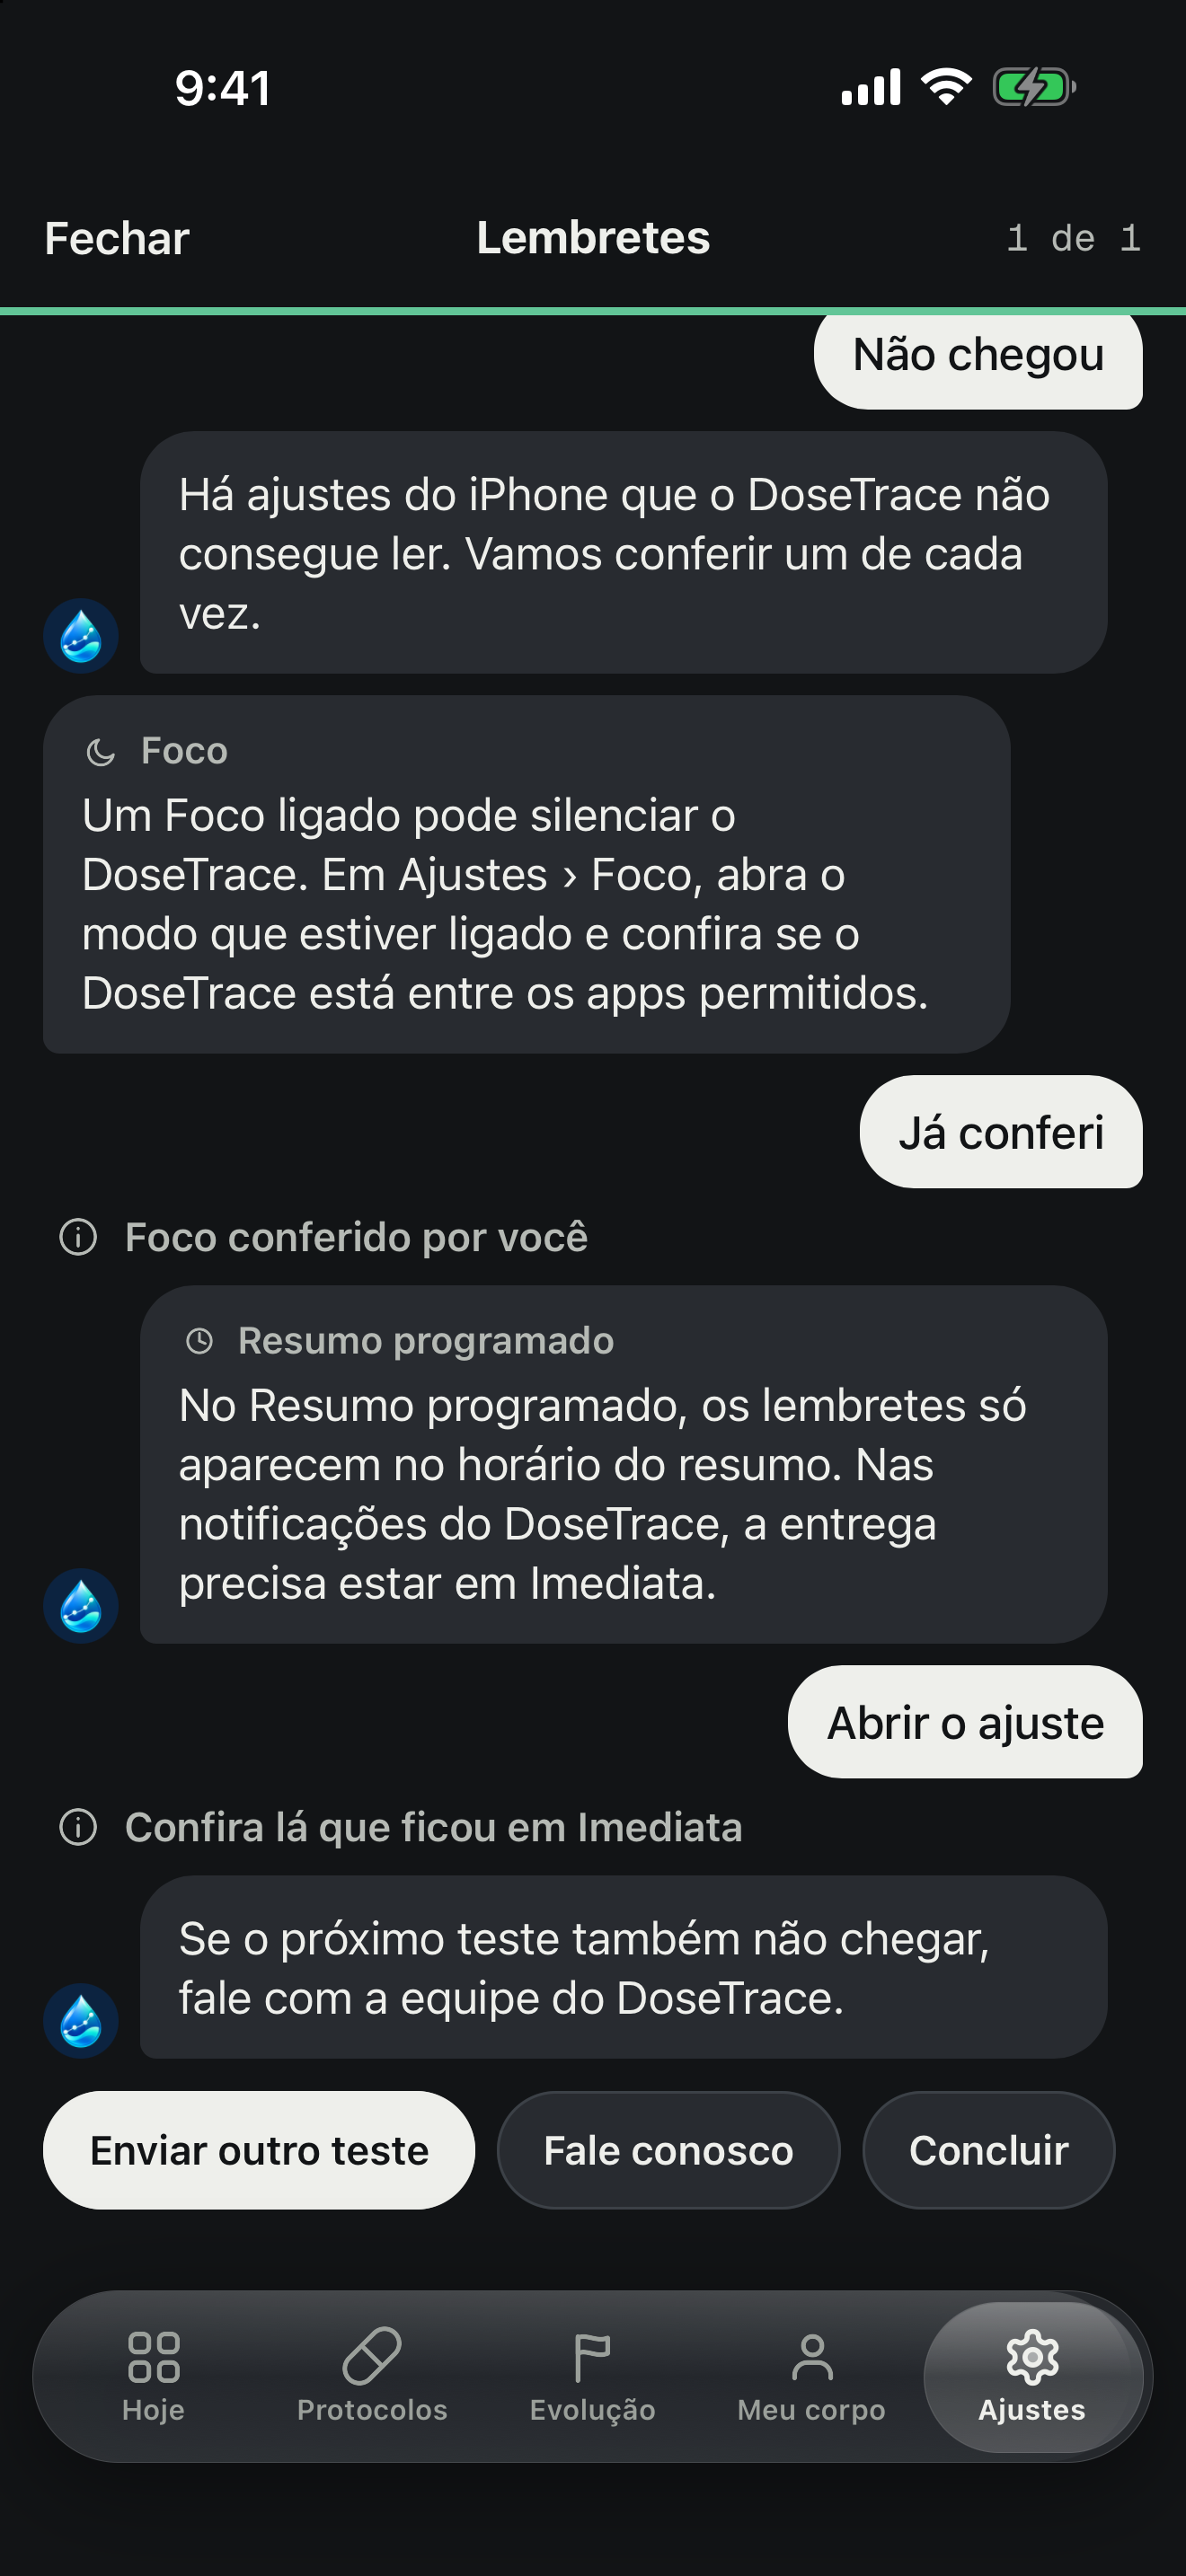 9:41
Fechar
Lembretes
1 de 1
Não chegou
Há ajustes do iPhone que o DoseTrace não
consegue ler. Vamos conferir um de cada
vez.
Foco
Um Foco ligado pode silenciar o
DoseTrace. Em Ajustes › Foco, abra o
modo que estiver ligado e confira se o
DoseTrace está entre os apps permitidos.
Já conferi
Foco conferido por você
Resumo programado
No Resumo programado, os lembretes só
aparecem no horário do resumo. Nas
notificações do DoseTrace, a entrega
precisa estar em Imediata.
Abrir o ajuste
Confira lá que ficou em Imediata
Se o próximo teste também não chegar,
fale com a equipe do DoseTrace.
Enviar outro teste
Fale conosco
Concluir
Hoje
Protocolos
Evolução
Meu corpo
Ajustes